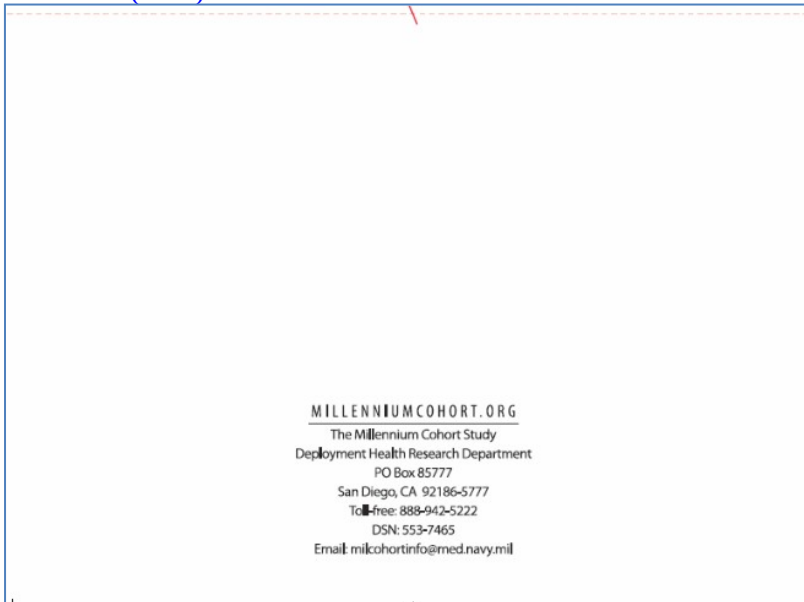 MILLENNIUMCOHORT.ORG
The Millennium Cohort Study
Deployment Health Research Department
PO Box 85777
San Diego, CA 92186-5777
Toll-free: 888-942-5222
DSN: 553-7465
Email: milcohortinfo@med.navy.mil